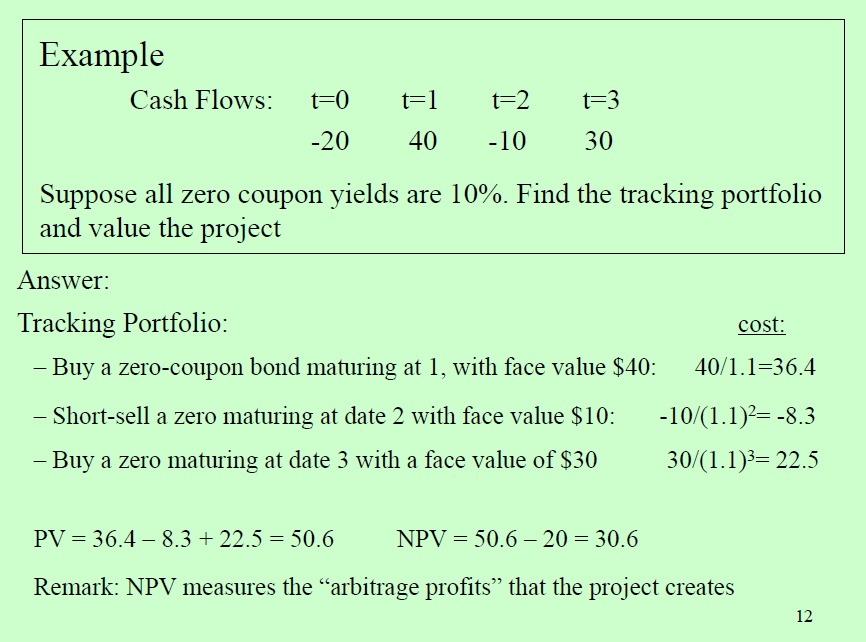 Example
Cash Flows: t=0 t=1 t=2 t=3
-20 40 -10 30
Suppose all zero coupon yields are 10%. Find the tracking portfolio
and value the project
Answer:
Tracking Portfolio: cost:
– Buy a zero-coupon bond maturing at 1, with face value $40: 40/1.1=36.4
– Short-sell a zero maturing at date 2 with face value $10: -10/(1.1)²= -8.3
– Buy a zero maturing at date 3 with a face value of $30 30/(1.1)³= 22.5
PV = 36.4 – 8.3 + 22.5 = 50.6 NPV = 50.6 – 20 = 30.6
Remark: NPV measures the “arbitrage profits” that the project creates
12